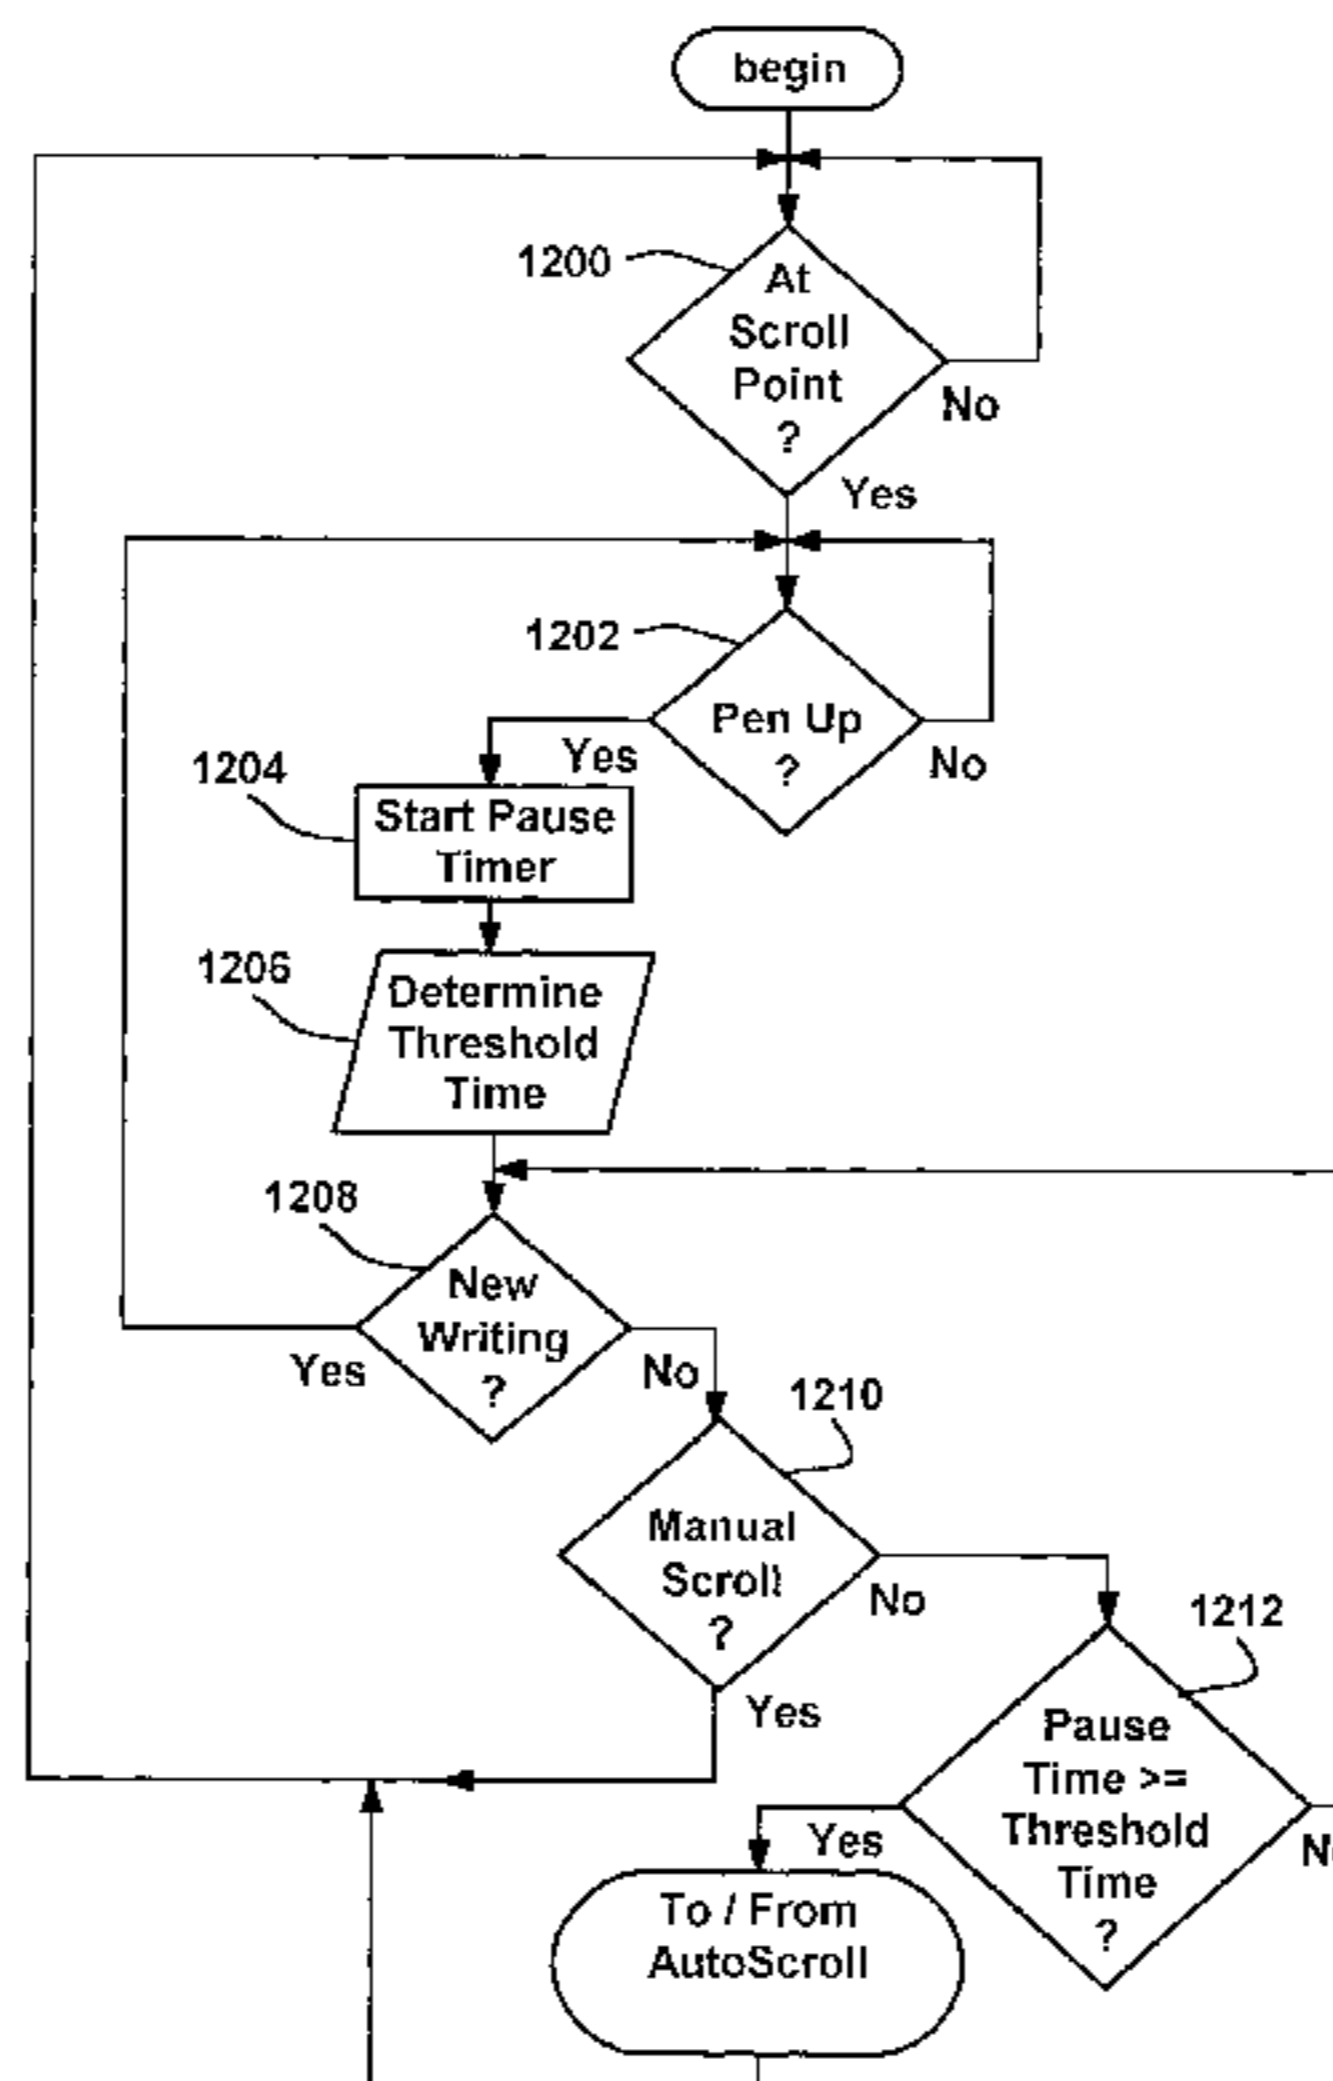 begin
1200
At
Scroll
Point
?
No
Yes
1202
Pen Up
?
Yes
No
1204
Start Pause
Timer
1206
Determine
Threshold
Time
1208
New
Writing
?
Yes
No
1210
Manual
Scroll
?
No
Yes
1212
Pause
Time >=
Threshold
Time
?
Yes
To / From
AutoScroll